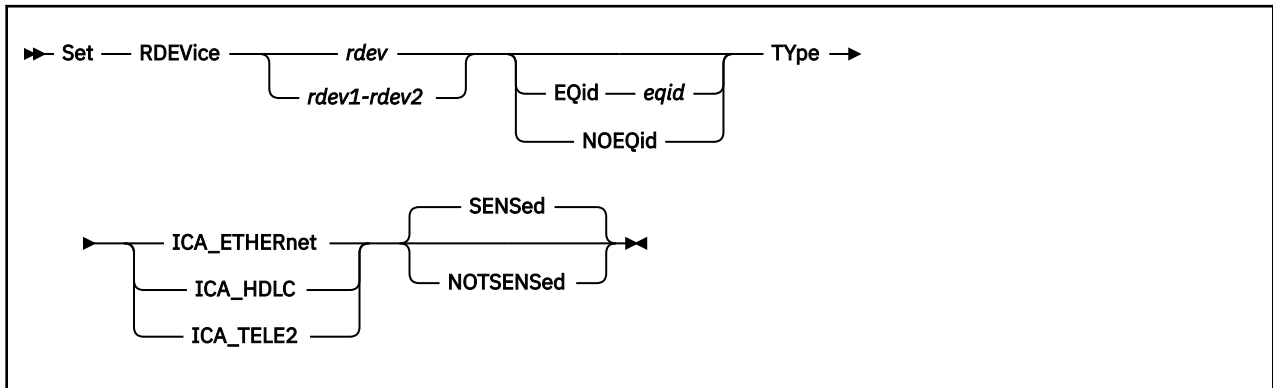 Set RDEVice rdev TYpe
rdev1-rdev2
EQid eqid
NOEQid
SENSed
ICA_ETHERnet
NOTSENSed
ICA_HDLC
ICA_TELE2